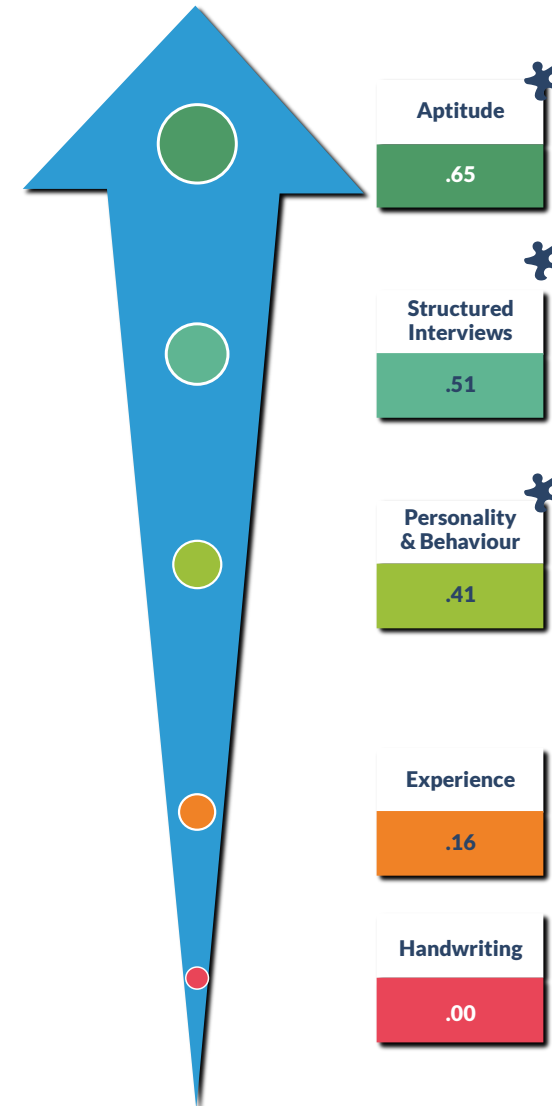 Aptitude
.65
Structured
Interviews
.51
Personality
& Behaviour
.41
Experience
.16
Handwriting
.00